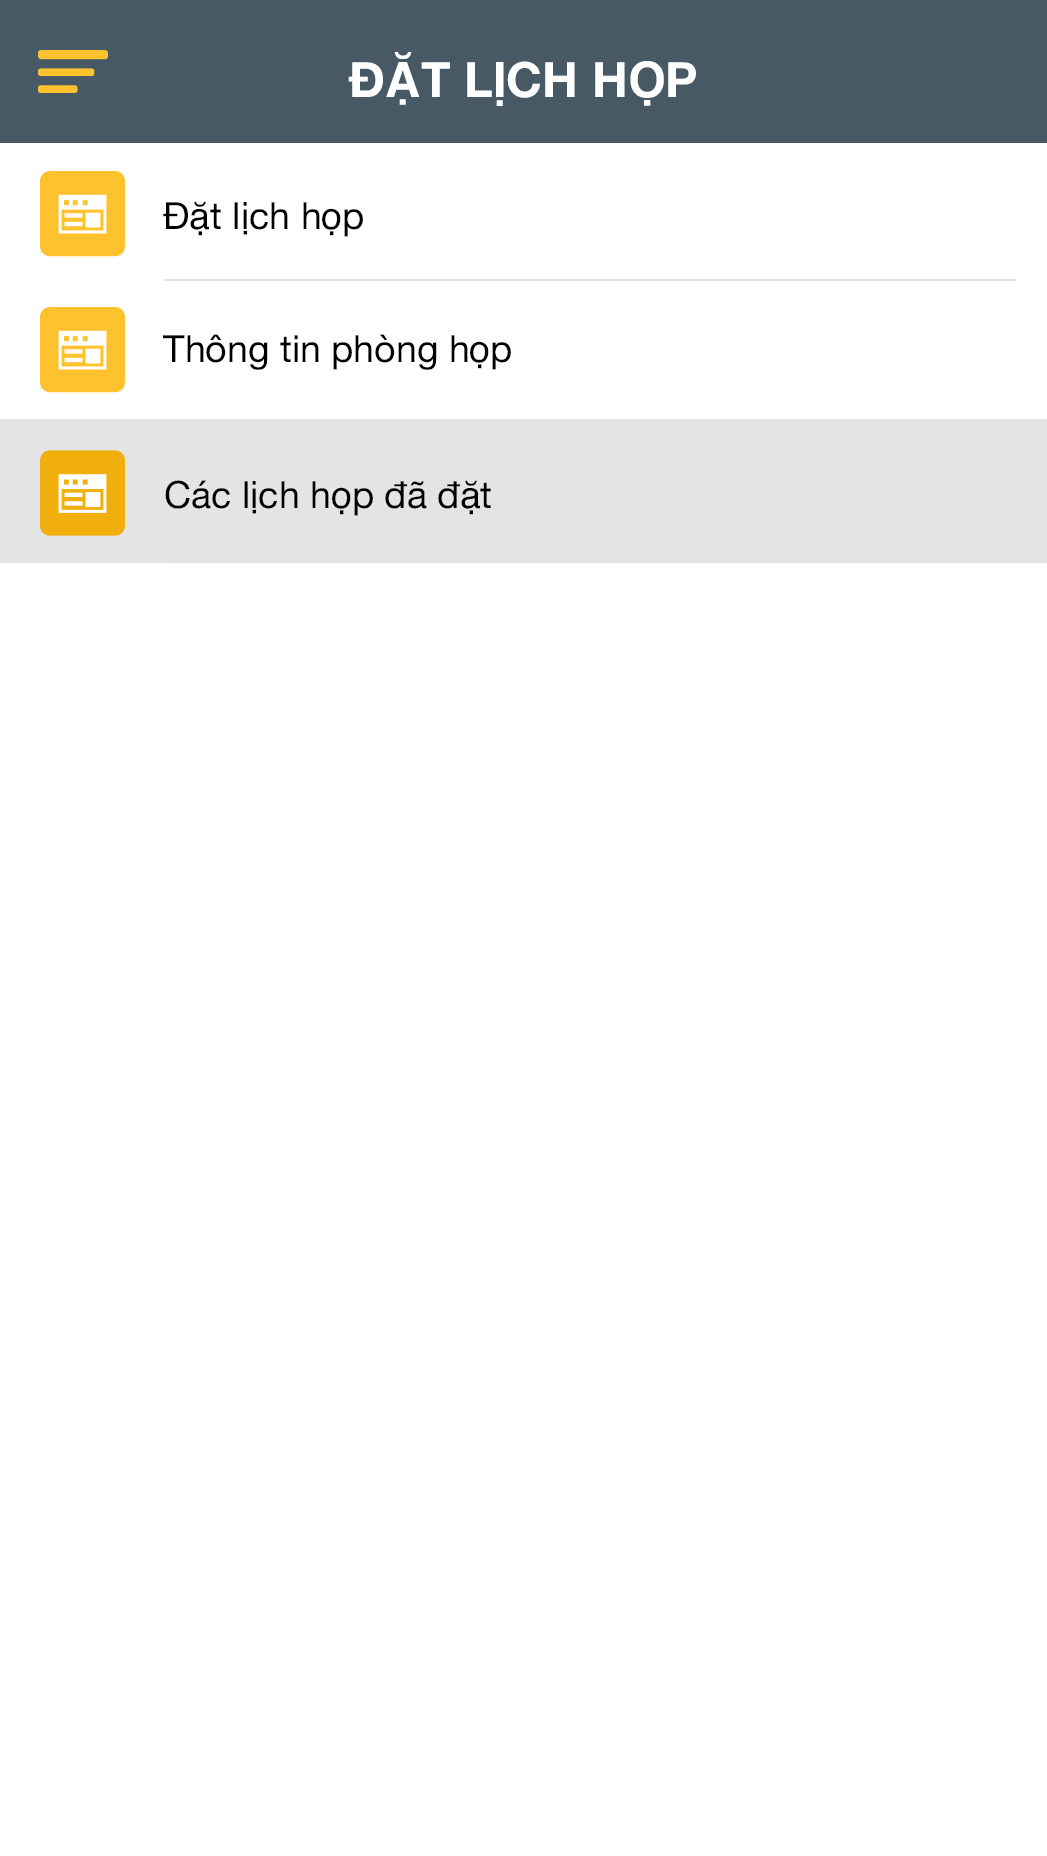 ĐẶT LỊCH HỌP
Đặt lịch họp
Thông tin phòng họp
Các lịch họp đã đặt